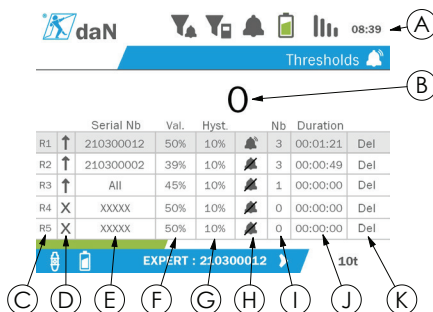 daN 08:39 A
Thresholds
B
0
Serial Nb Val. Hyst. Nb Duration
R1 ↑ 210300012 50% 10% 3 00:01:21 Del
R2 ↑ 210300002 39% 10% 3 00:00:49 Del
R3 ↑ All 45% 10% 1 00:00:00 Del
R4 X XXXXX 50% 10% 0 00:00:00 Del
R5 X XXXXX 50% 10% 0 00:00:00 Del
EXPERT : 210300012 10t
C D E F G H I J K